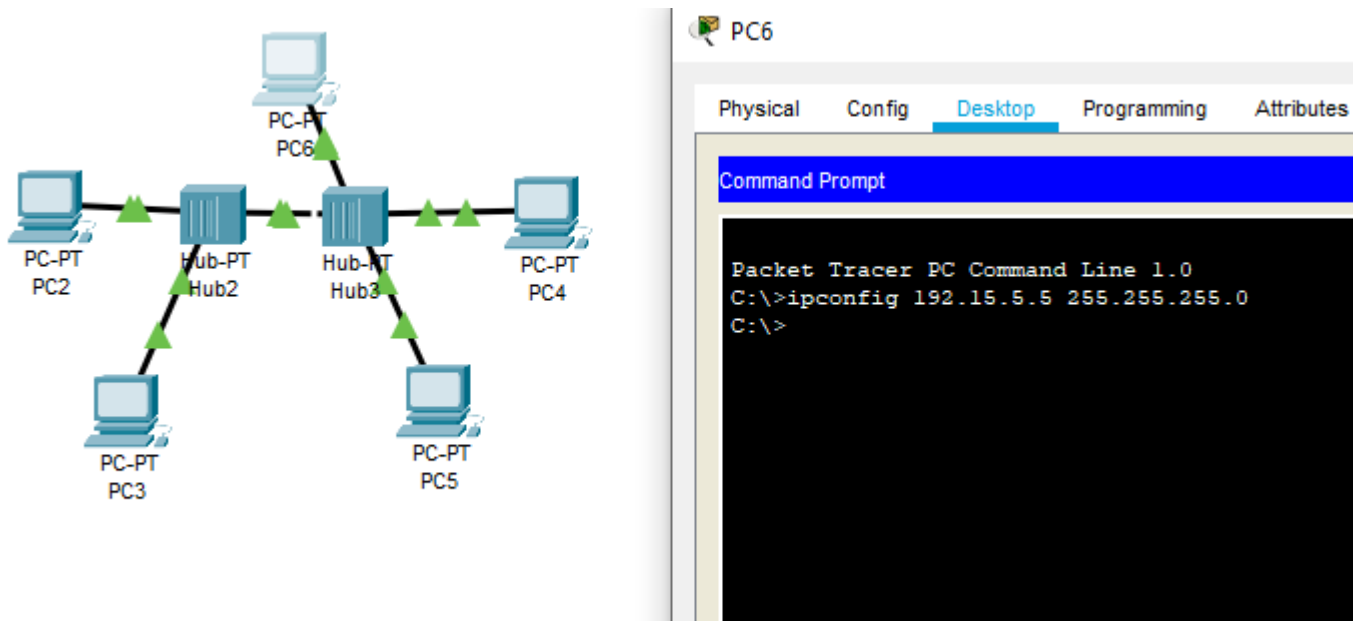 PC-PT
PC6
PC-PT
PC2
Hub-PT
Hub2
Hub-PT
Hub3
PC-PT
PC4
PC-PT
PC3
PC-PT
PC5
PC6
Physical Config Desktop Programming Attributes
Command Prompt
Packet Tracer PC Command Line 1.0
C:\>ipconfig 192.15.5.5 255.255.255.0
C:\>